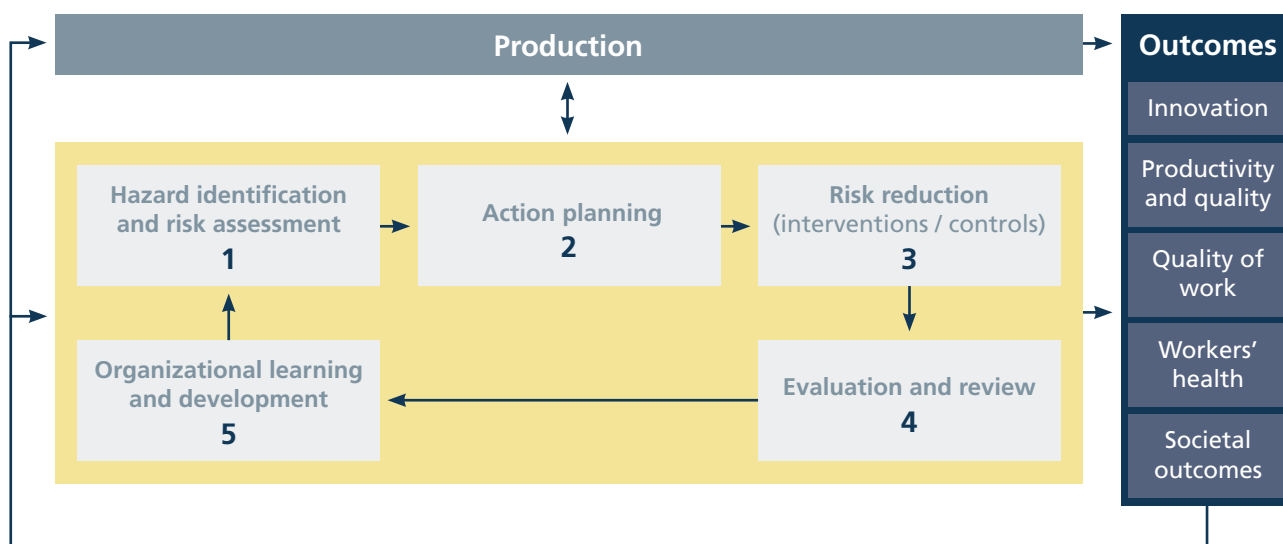 Production
Hazard identification
and risk assessment
1
Action planning
2
Risk reduction
(interventions / controls)
3
Organizational learning
and development
5
Evaluation and review
4
Outcomes
Innovation
Productivity
and quality
Quality of
work
Workers’
health
Societal
outcomes